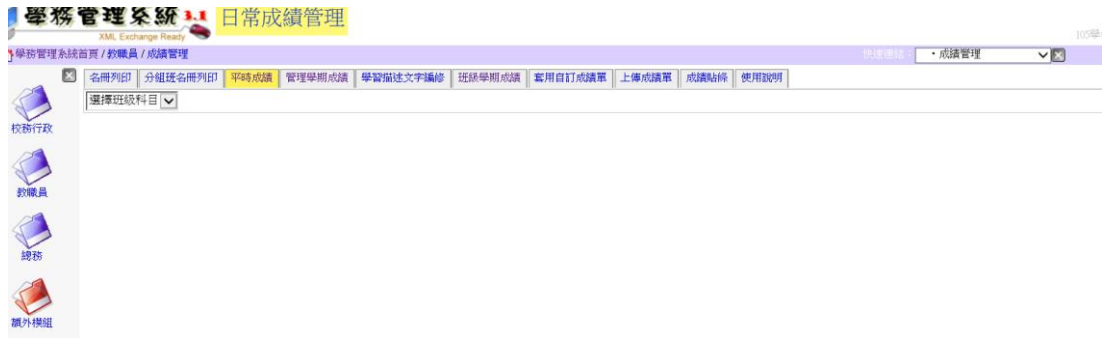 學務管理系統 3.1 日常成績管理
XML Exchange Ready
105學
學務管理系統首頁 / 教職員 / 成績管理 快速連結： ・成績管理
名冊列印 分組班名冊列印 平時成績 管理學期成績 學習描述文字編修 班級學期成績 套用自訂成績單 上傳成績單 成績貼條 使用說明
選擇班級科目
校務行政
教職員
總務
額外模組